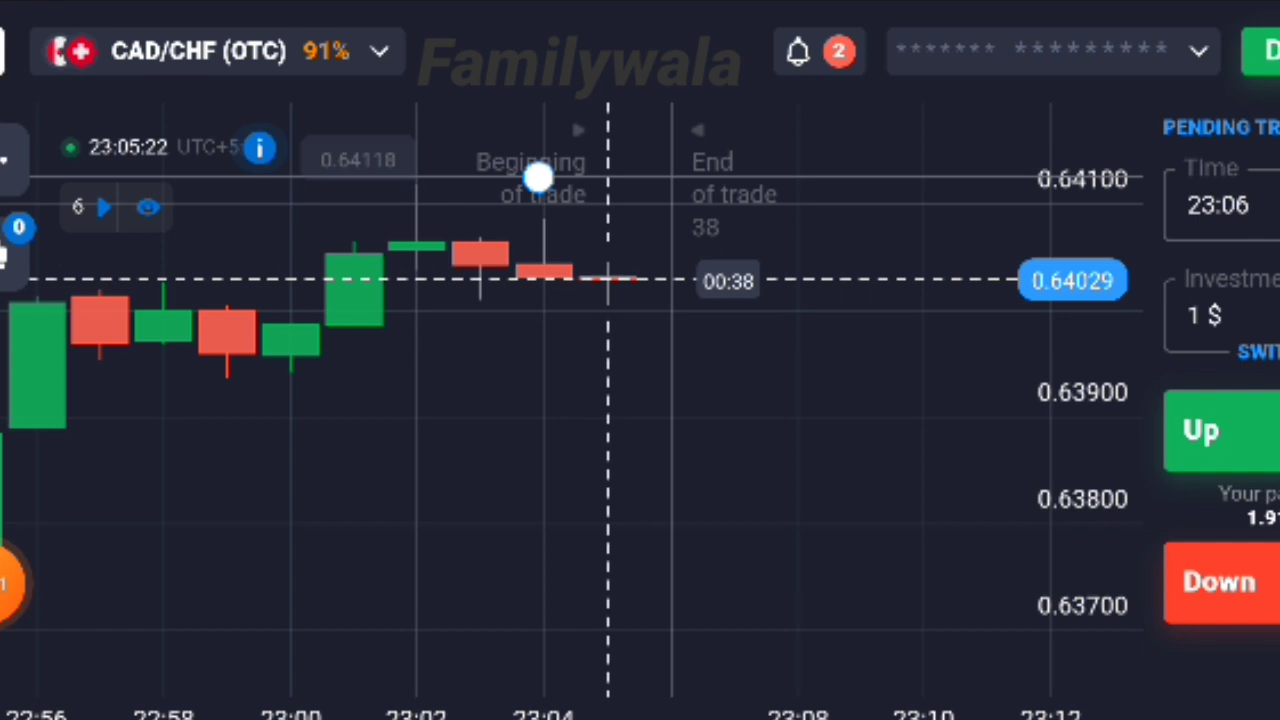 CAD/CHF (OTC) 91%
Familywala
2
******* *********
D
23:05:22 UTC+5
i
0.64118
Beginning
of trade
End
of trade
38
0.64100
PENDING TR
Time
23:06
6
0
00:38
0.64029
Investme
1 $
SWIT
0.63900
Up
0.63800
Your pa
1.91
0.63700
Down
1
22:56 22:58 23:00 23:02 23:04 23:08 23:10 23:12